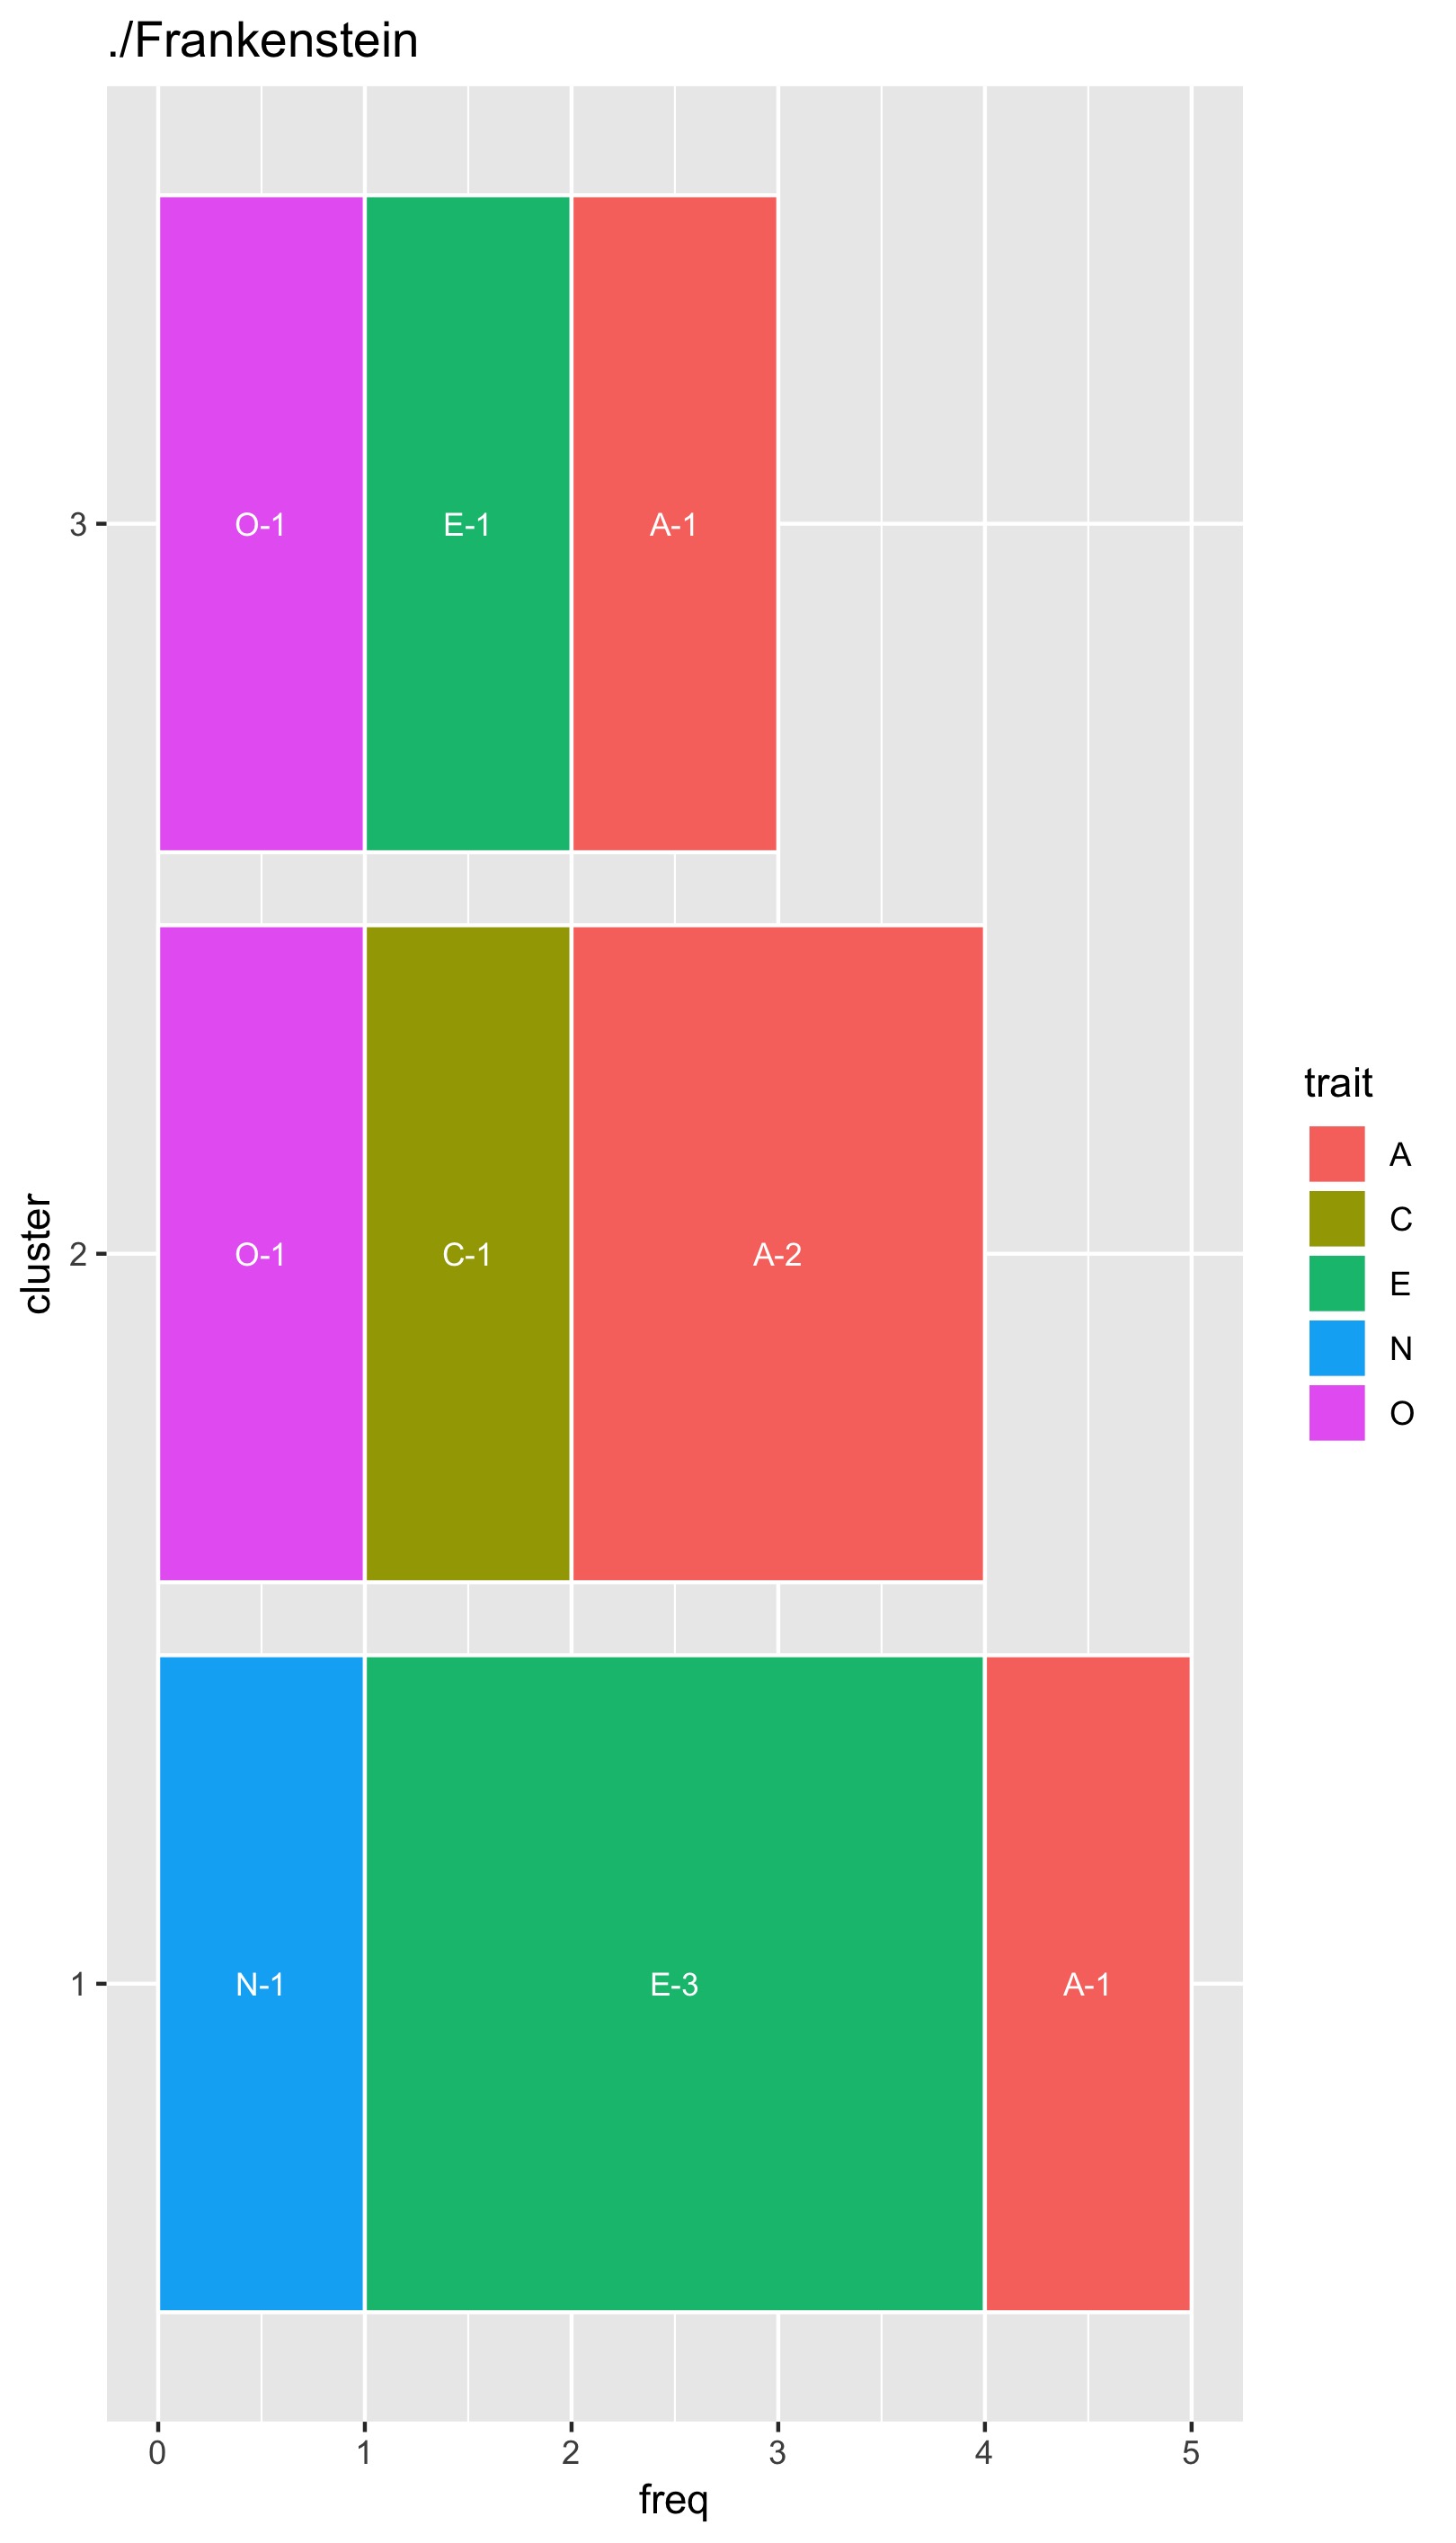 ./Frankenstein
3
O-1 E-1 A-1
cluster
2
O-1 C-1 A-2
1
N-1 E-3 A-1
0 1 2 3 4 5
freq
trait
A
C
E
N
O